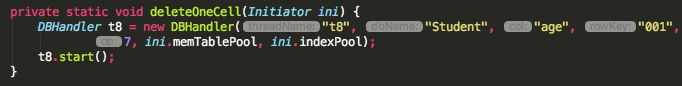 private static void deleteOneCell(Initiator ini) {
DBHandler t8 = new DBHandler( threadName: "t8", dbName: "Student", col: "age", rowKey: "001",
op: 7, ini.memTablePool, ini.indexPool);
t8.start();
}